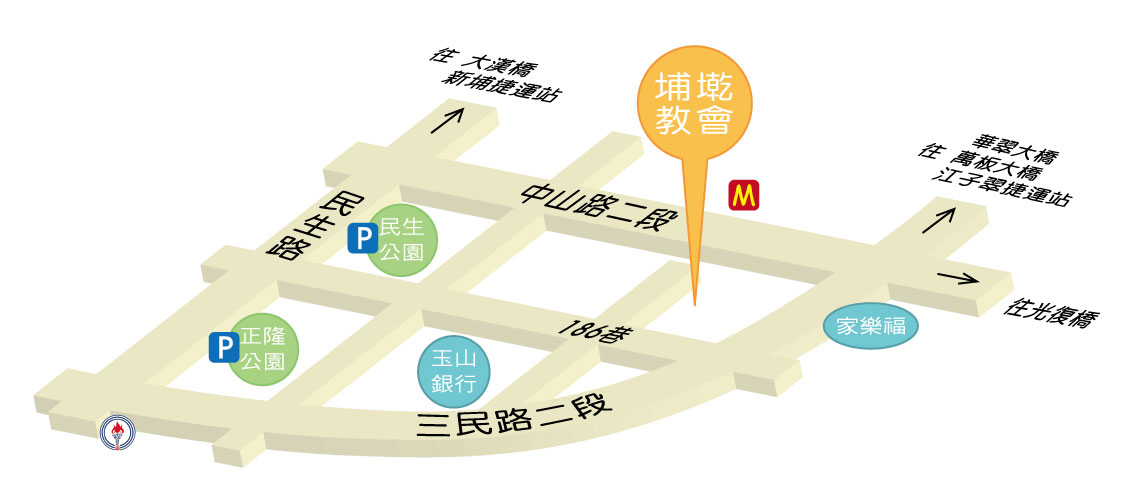 往 大漢橋
新埔捷運站
埔墘
教會
華翠大橋
往 萬板大橋
江子翠捷運站
M
中山路二段
民生路
P
民生
公園
往光復橋
家樂福
186巷
P
正隆
公園
玉山
銀行
三民路二段